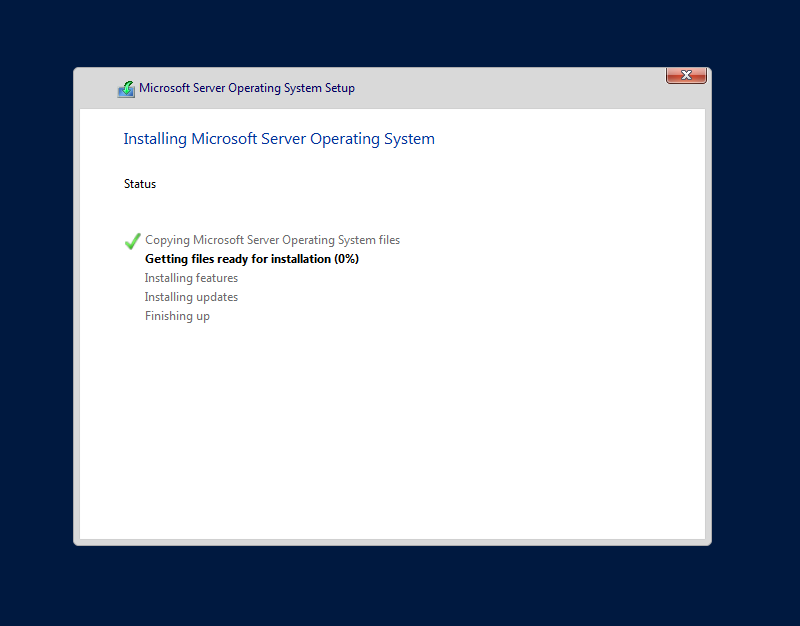 Microsoft Server Operating System Setup
Installing Microsoft Server Operating System
Status
Copying Microsoft Server Operating System files
Getting files ready for installation (0%)
Installing features
Installing updates
Finishing up